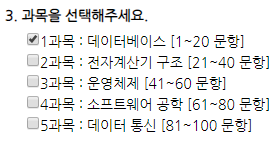 3. 과목을 선택해주세요.
1과목 : 데이터베이스 [1~20 문항]
2과목 : 전자계산기 구조 [21~40 문항]
3과목 : 운영체제 [41~60 문항]
4과목 : 소프트웨어 공학 [61~80 문항]
5과목 : 데이터 통신 [81~100 문항]